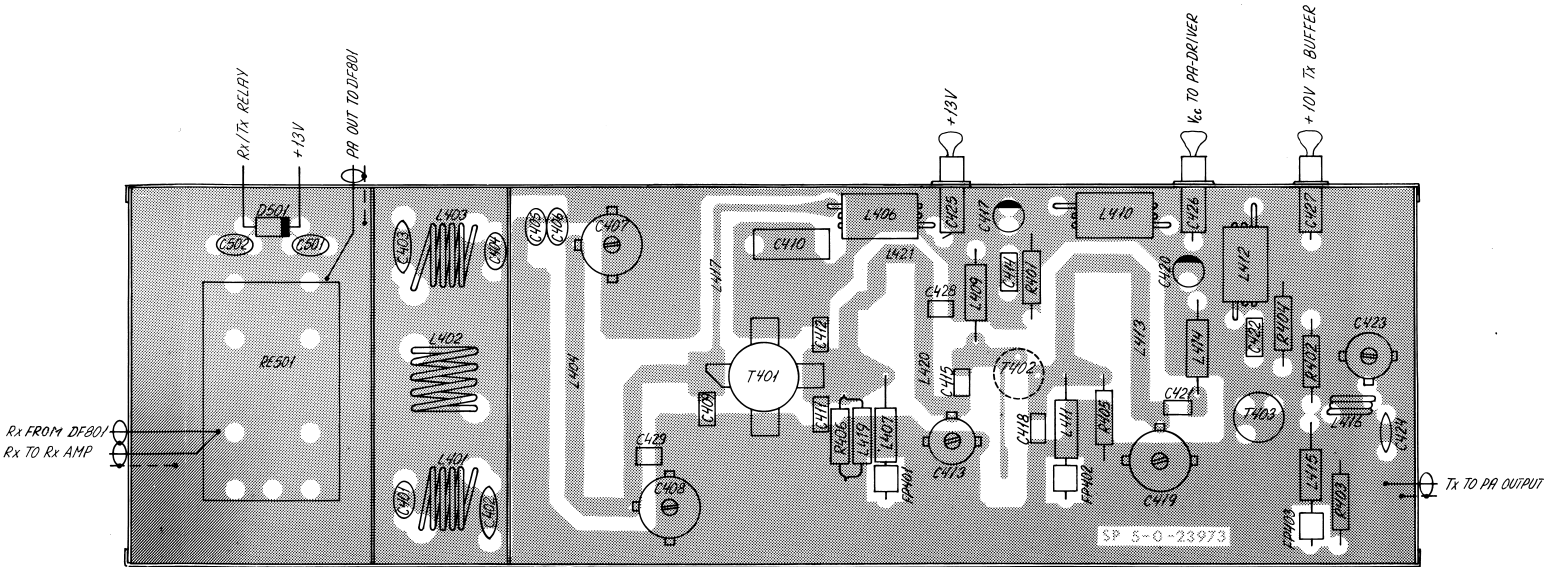 Rx/Tx RELAY
+13V
PA OUT TO DF801
+13V
Vcc TO PA-DRIVER
+10V Tx BUFFER
D501
C502
C501
RE501
Rx FROM DF801
Rx TO Rx AMP
C403
L403
C404
L402
L401
C401
C402
C405
C406
C407
L404
L417
C410
L406
L421
C425
C417
L410
C426
C427
L412
C420
C414
R401
L409
C428
C412
T401
C409
C411
C429
C408
R406
L419
L407
FP401
L420
C415
C413
T402
C418
L411
R405
FP402
L413
L414
C421
C419
C422
R404
R402
C423
T403
L416
C424
L415
R403
FP403
Tx TO PA OUTPUT
SP 5-0-23973